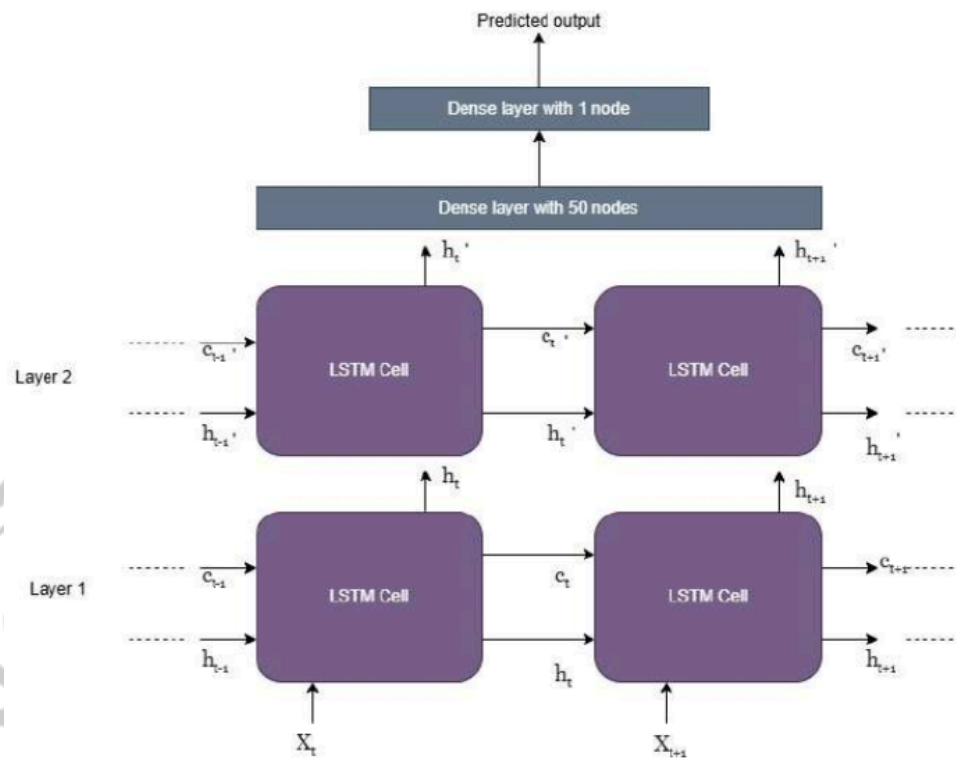 Predicted output
Dense layer with 1 node
Dense layer with 50 nodes
h_t' h_{t+1}'
c_{t-1}' LSTM Cell c_t' LSTM Cell c_{t+1}'
Layer 2
h_{t-1}' h_t' h_{t+1}'
h_t h_{t+1}
c_{t-1} LSTM Cell c_t LSTM Cell c_{t+1}
Layer 1
h_{t-1} h_t h_{t+1}
X_t X_{t+1}